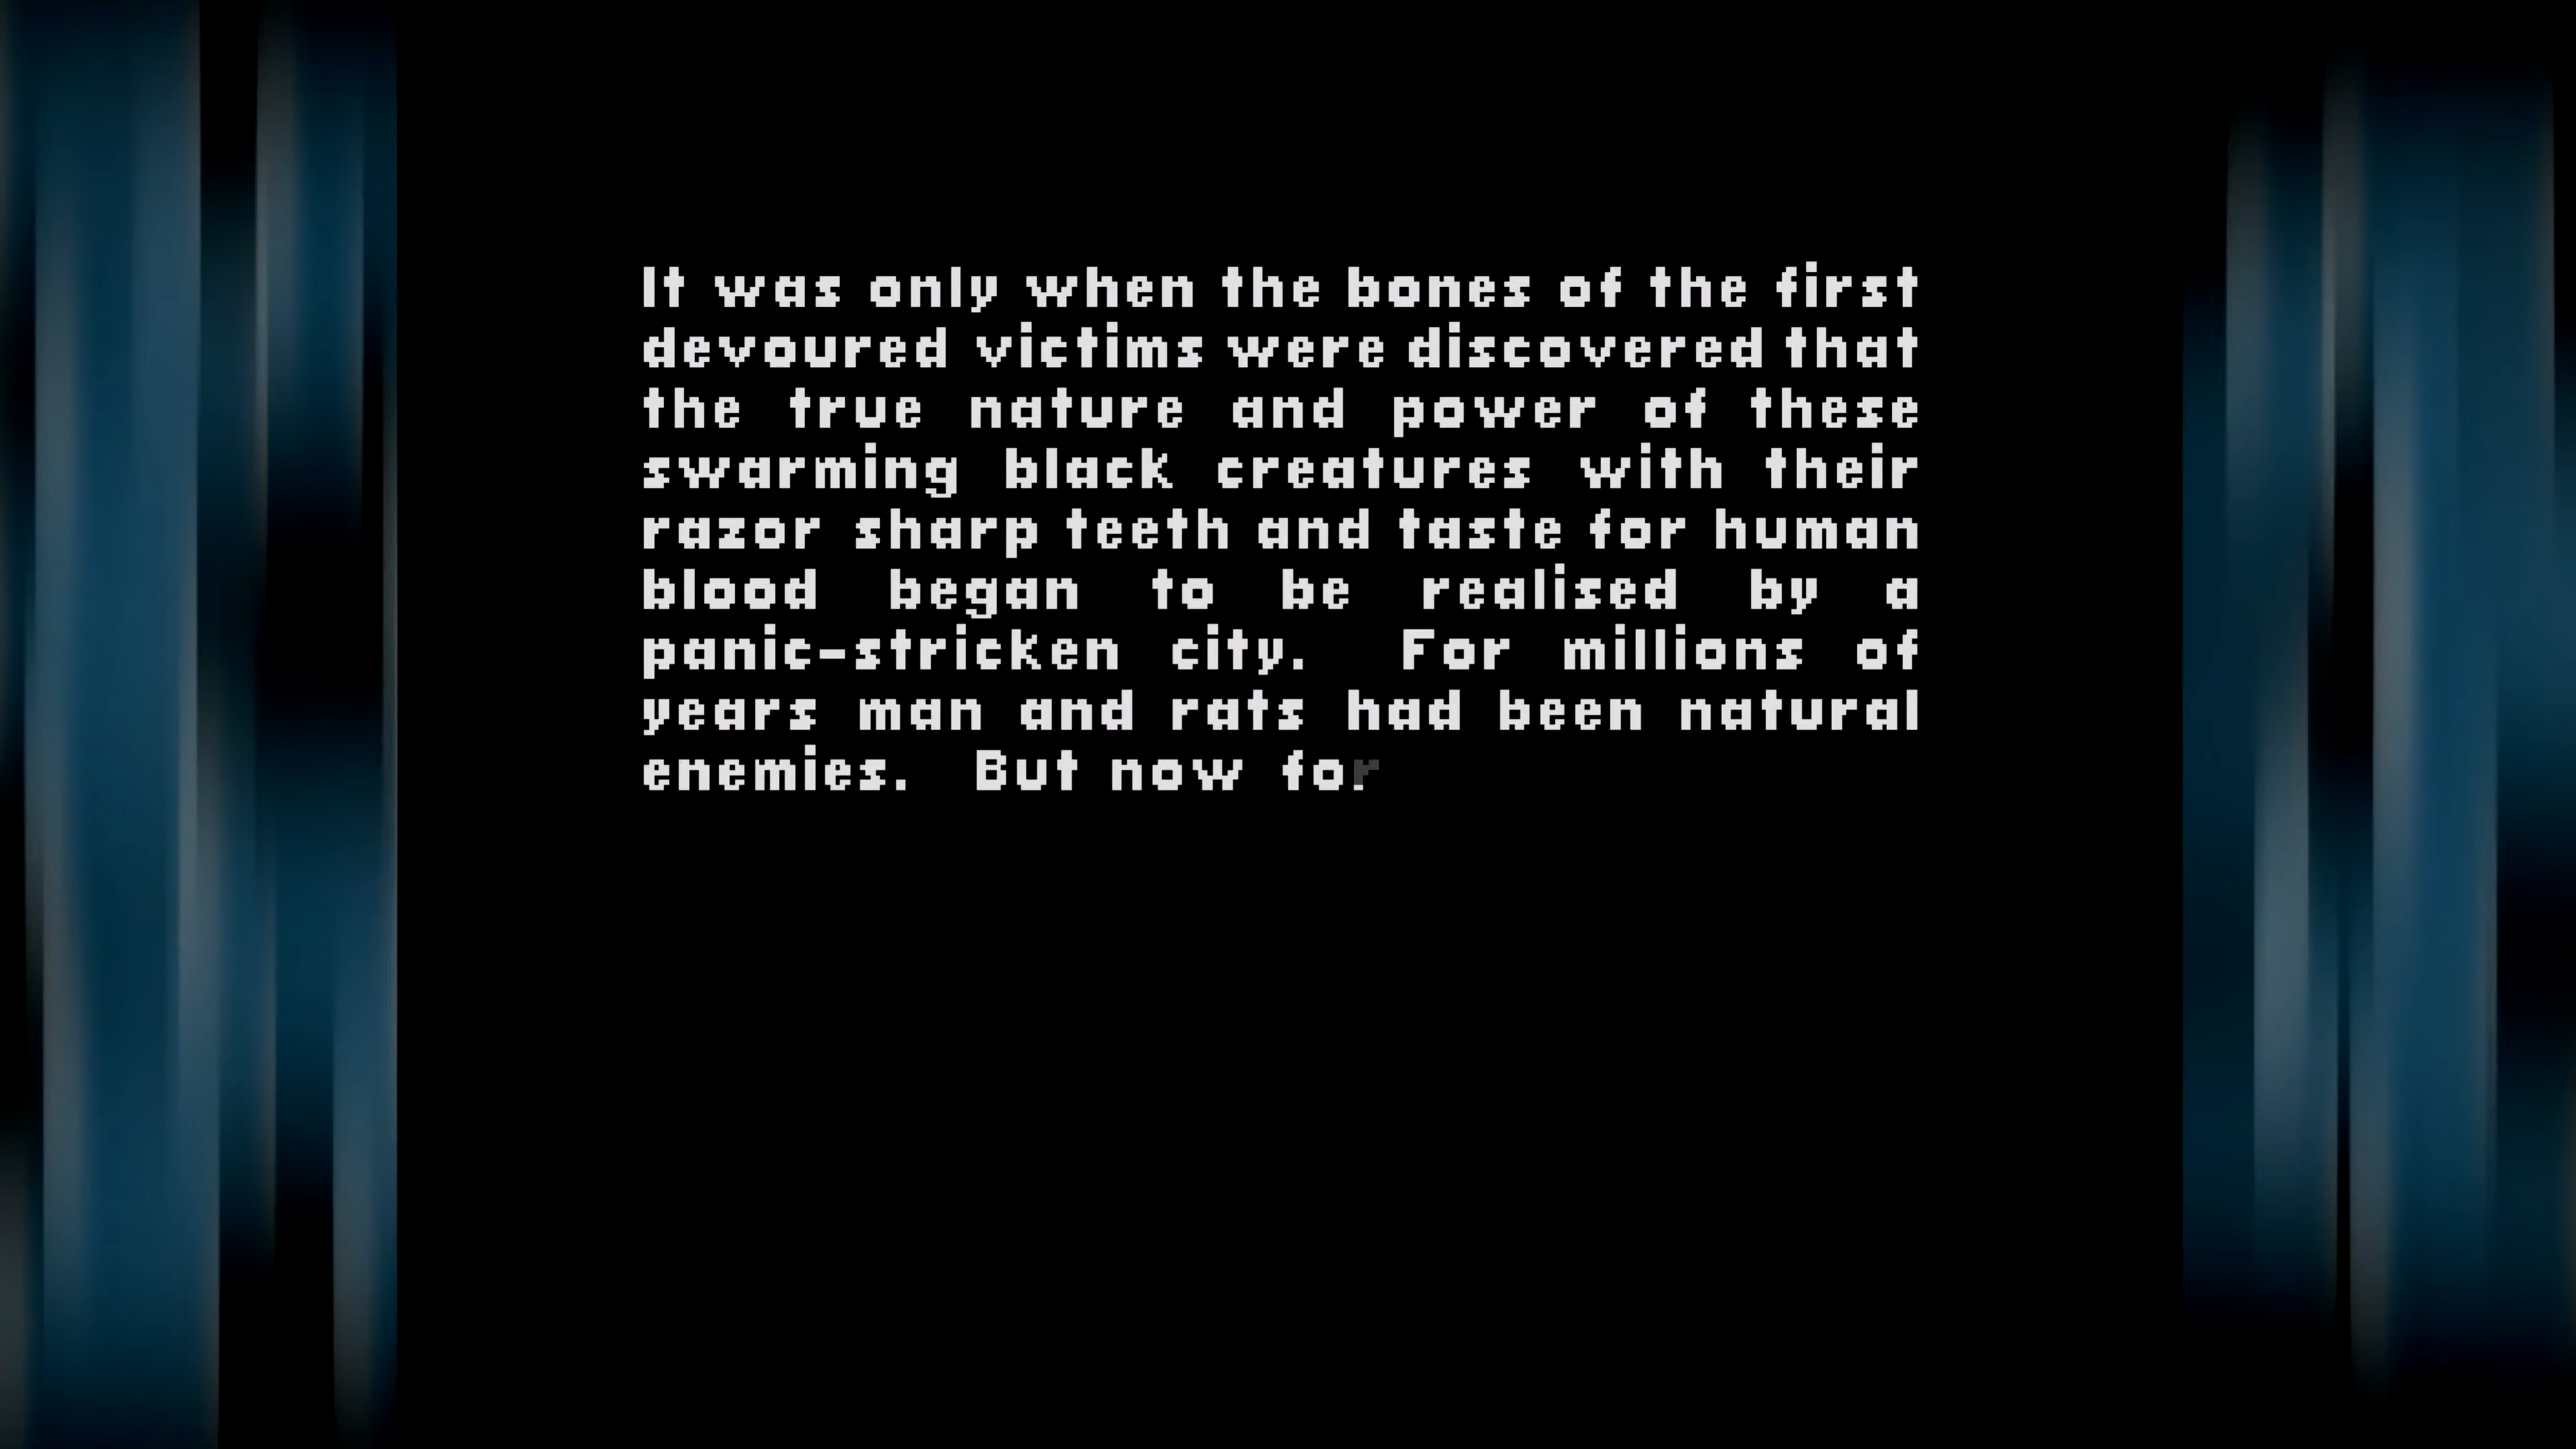 It was only when the bones of the first
devoured victims were discovered that
the true nature and power of these
swarming black creatures with their
razor sharp teeth and taste for human
blood began to be realised by a
panic-stricken city. For millions of
years man and rats had been natural
enemies. But now for